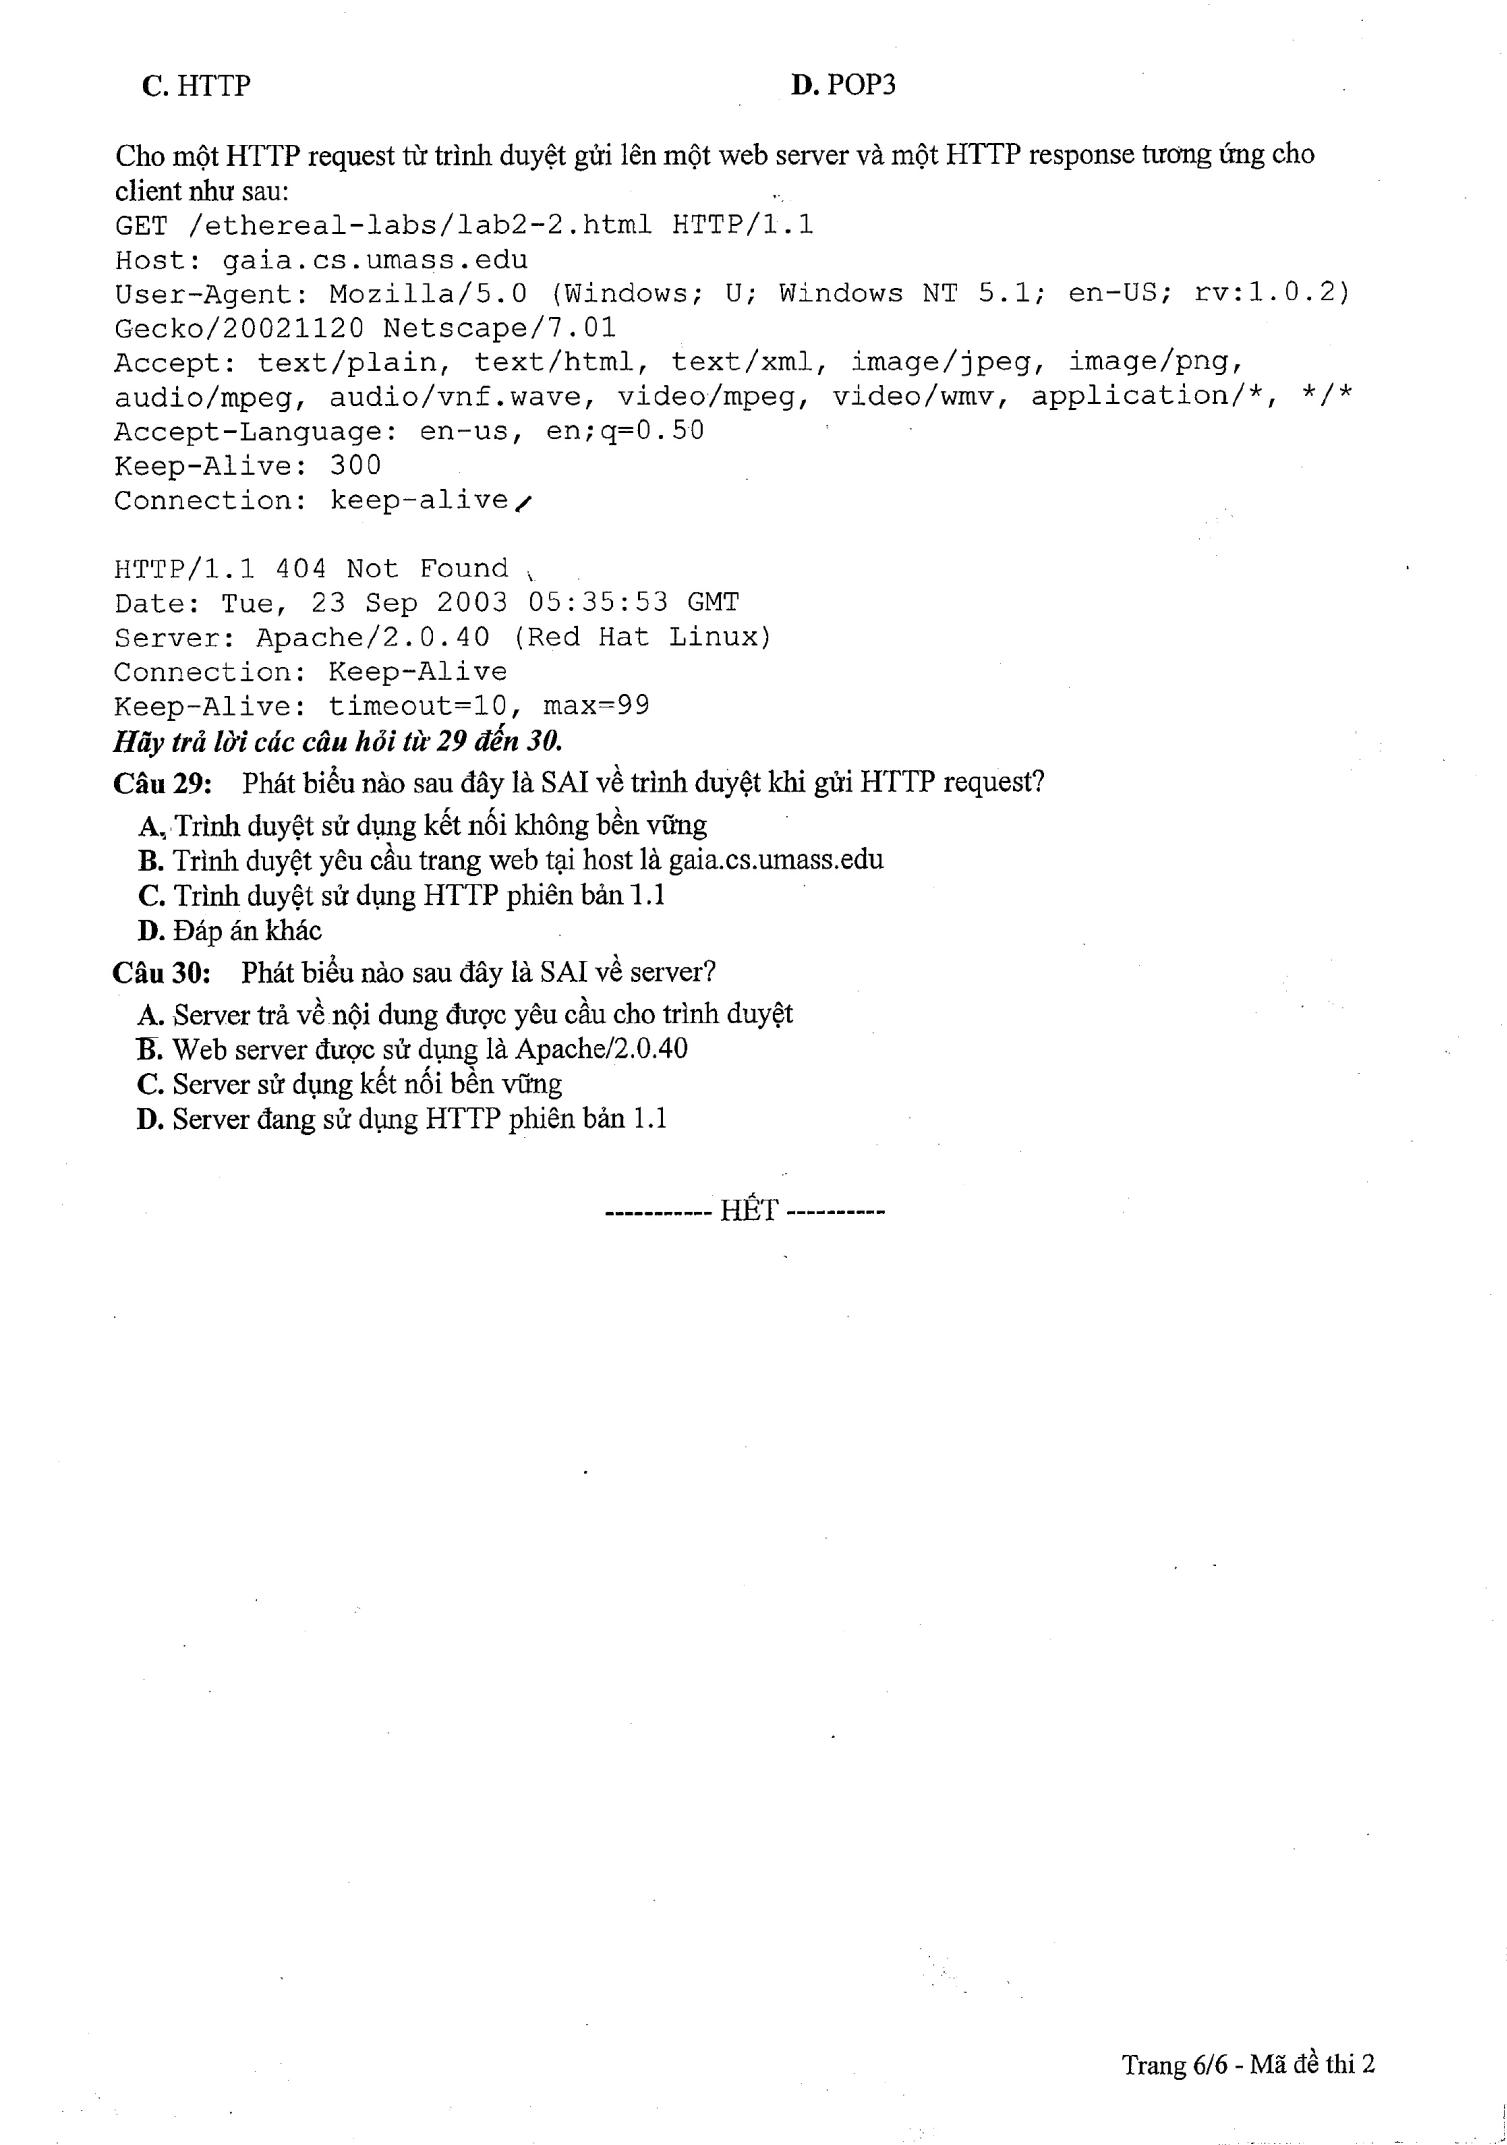 C. HTTP D. POP3
Cho một HTTP request từ trình duyệt gửi lên một web server và một HTTP response tương ứng cho
client như sau:
GET /ethereal-labs/lab2-2.html HTTP/1.1
Host: gaia.cs.umass.edu
User-Agent: Mozilla/5.0 (Windows; U; Windows NT 5.1; en-US; rv:1.0.2)
Gecko/20021120 Netscape/7.01
Accept: text/plain, text/html, text/xml, image/jpeg, image/png,
audio/mpeg, audio/vnf.wave, video/mpeg, video/wmv, application/*, */*
Accept-Language: en-us, en;q=0.50
Keep-Alive: 300
Connection: keep-alive
HTTP/1.1 404 Not Found
Date: Tue, 23 Sep 2003 05:35:53 GMT
Server: Apache/2.0.40 (Red Hat Linux)
Connection: Keep-Alive
Keep-Alive: timeout=10, max=99
Hãy trả lời các câu hỏi từ 29 đến 30.
Câu 29: Phát biểu nào sau đây là SAI về trình duyệt khi gửi HTTP request?
A. Trình duyệt sử dụng kết nối không bền vững
B. Trình duyệt yêu cầu trang web tại host là gaia.cs.umass.edu
C. Trình duyệt sử dụng HTTP phiên bản 1.1
D. Đáp án khác
Câu 30: Phát biểu nào sau đây là SAI về server?
A. Server trả về nội dung được yêu cầu cho trình duyệt
B. Web server được sử dụng là Apache/2.0.40
C. Server sử dụng kết nối bền vững
D. Server đang sử dụng HTTP phiên bản 1.1
----------- HẾT ----------
Trang 6/6 - Mã đề thi 2